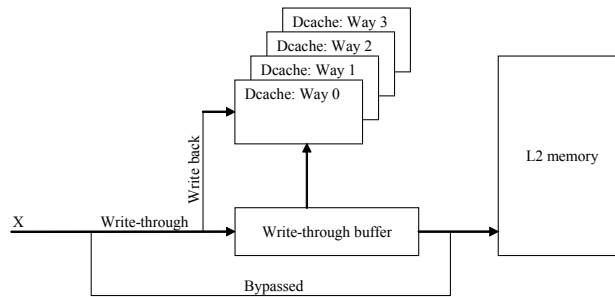 Dcache: Way 3
Dcache: Way 2
Dcache: Way 1
Dcache: Way 0
L2 memory
Write back
X
Write-through
Write-through buffer
Bypassed